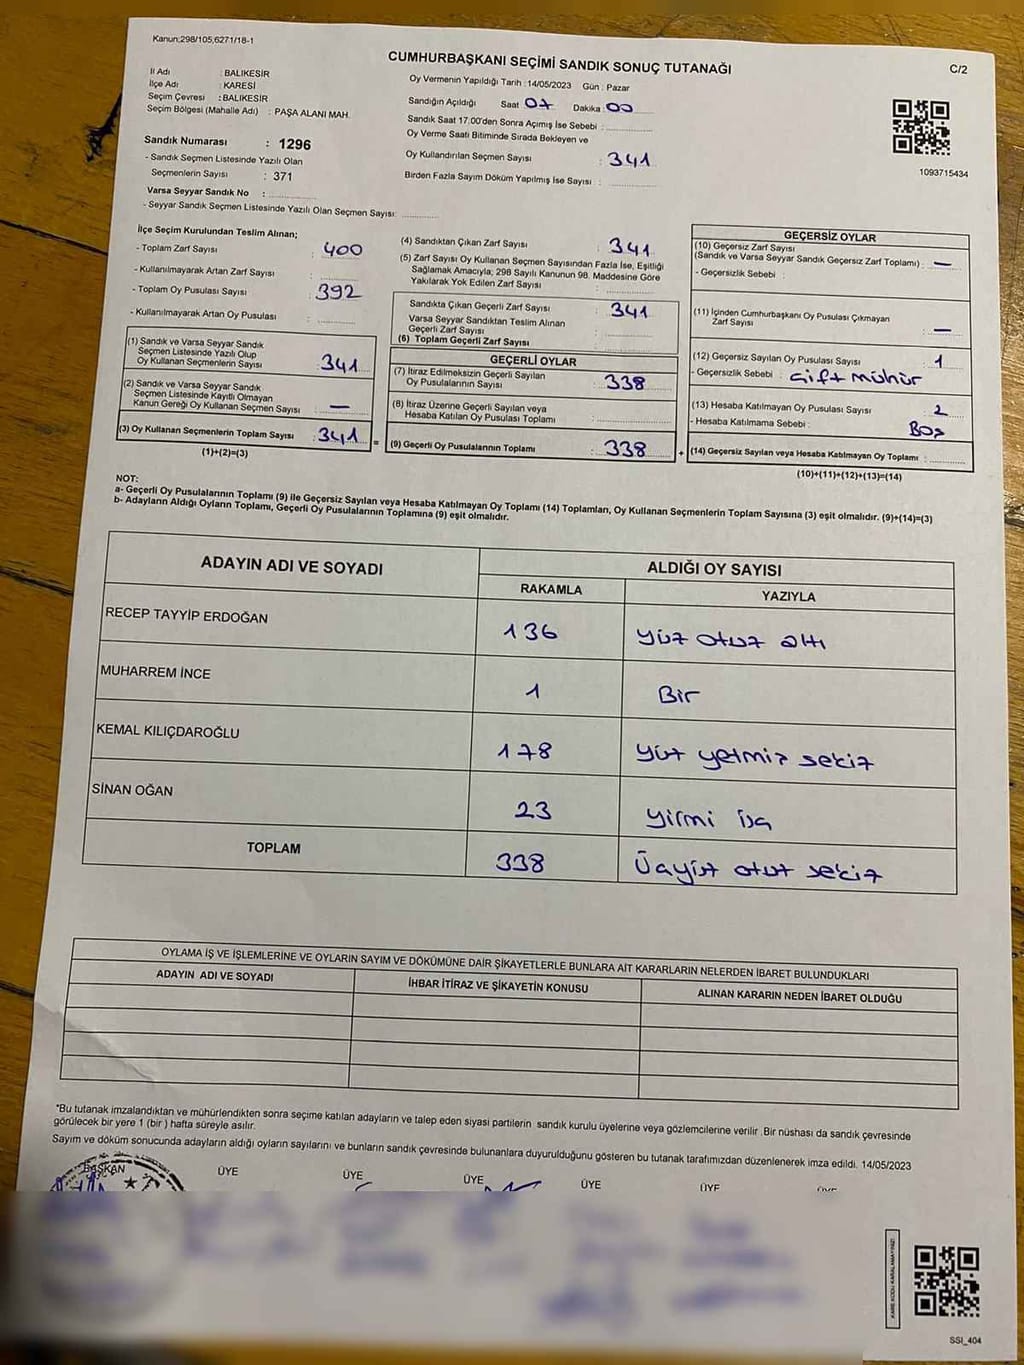 Kanun;298/105,6271/18-1
CUMHURBAŞKANI SEÇİMİ SANDIK SONUÇ TUTANAĞI
C/2
İl Adı : BALIKESİR
İlçe Adı : KARESİ
Seçim Çevresi : BALIKESİR
Seçim Bölgesi (Mahalle Adı) : PAŞA ALANI MAH.
Oy Vermenin Yapıldığı Tarih : 14/05/2023 Gün : Pazar
Sandığın Açıldığı Saat 07 Dakika 00
Sandık Saat 17:00'den Sonra Açımış İse Sebebi :
Oy Verme Saati Bitiminde Sırada Bekleyen ve
Oy Kullandırılan Seçmen Sayısı : 341
Birden Fazla Sayım Döküm Yapılmış İse Sayısı :
1093715434
Sandık Numarası : 1296
- Sandık Seçmen Listesinde Yazılı Olan
Seçmenlerin Sayısı : 371
Varsa Seyyar Sandık No :
- Seyyar Sandık Seçmen Listesinde Yazılı Olan Seçmen Sayısı:
İlçe Seçim Kurulundan Teslim Alınan;
- Toplam Zarf Sayısı : 400
- Kullanılmayarak Artan Zarf Sayısı :
- Toplam Oy Pusulası Sayısı : 392
- Kullanılmayarak Artan Oy Pusulası :
(1) Sandık ve Varsa Seyyar Sandık
Seçmen Listesinde Yazılı Olup
Oy Kullanan Seçmenlerin Sayısı : 341
(2) Sandık ve Varsa Seyyar Sandık
Seçmen Listesinde Kayıtlı Olmayan
Kanun Gereği Oy Kullanan Seçmen Sayısı : —
(3) Oy Kullanan Seçmenlerin Toplam Sayısı : 341 =
(1)+(2)=(3)
(4) Sandıktan Çıkan Zarf Sayısı : 341
(5) Zarf Sayısı Oy Kullanan Seçmen Sayısından Fazla İse, Eşitliği
Sağlamak Amacıyla; 298 Sayılı Kanunun 98. Maddesine Göre
Yakılarak Yok Edilen Zarf Sayısı :
Sandıkta Çıkan Geçerli Zarf Sayısı : 341
Varsa Seyyar Sandıktan Teslim Alınan
Geçerli Zarf Sayısı :
(6) Toplam Geçerli Zarf Sayısı :
GEÇERLİ OYLAR
(7) İtiraz Edilmeksizin Geçerli Sayılan
Oy Pusulalarının Sayısı : 338
(8) İtiraz Üzerine Geçerli Sayılan veya
Hesaba Katılan Oy Pusulası Toplamı :
(9) Geçerli Oy Pusulalarının Toplamı : 338 +
GEÇERSİZ OYLAR
(10) Geçersiz Zarf Sayısı
(Sandık ve Varsa Seyyar Sandık Geçersiz Zarf Toplamı) : —
- Geçersizlik Sebebi :
(11) İçinden Cumhurbaşkanı Oy Pusulası Çıkmayan
Zarf Sayısı : —
(12) Geçersiz Sayılan Oy Pusulası Sayısı : 1
- Geçersizlik Sebebi : Çift mühür
(13) Hesaba Katılmayan Oy Pusulası Sayısı : 2
- Hesaba Katılmama Sebebi : Boş
(14) Geçersiz Sayılan veya Hesaba Katılmayan Oy Toplamı :
(10)+(11)+(12)+(13)=(14)
NOT:
a- Geçerli Oy Pusulalarının Toplamı (9) ile Geçersiz Sayılan veya Hesaba Katılmayan Oy Toplamı (14) Toplamları, Oy Kullanan Seçmenlerin Toplam Sayısına (3) eşit olmalıdır. (9)+(14)=(3)
b- Adayların Aldığı Oyların Toplamı, Geçerli Oy Pusulalarının Toplamına (9) eşit olmalıdır.
ADAYIN ADI VE SOYADI ALDIĞI OY SAYISI
RAKAMLA YAZIYLA
RECEP TAYYİP ERDOĞAN 136 yüz otuz altı
MUHARREM İNCE 1 Bir
KEMAL KILIÇDAROĞLU 178 yüz yetmiş sekiz
SİNAN OĞAN 23 yirmi üç
TOPLAM 338 Üçyüz otuz sekiz
OYLAMA İŞ VE İŞLEMLERİNE VE OYLARIN SAYIM VE DÖKÜMÜNE DAİR ŞİKAYETLERLE BUNLARA AİT KARARLARIN NELERDEN İBARET BULUNDUKLARI
ADAYIN ADI VE SOYADI İHBAR İTİRAZ VE ŞİKAYETİN KONUSU ALINAN KARARIN NEDEN İBARET OLDUĞU
*Bu tutanak imzalandıktan ve mühürlendikten sonra seçime katılan adayların ve talep eden siyasi partilerin sandık kurulu üyelerine veya gözlemcilerine verilir .Bir nüshası da sandık çevresinde
görülecek bir yere 1 (bir ) hafta süreyle asılır.
Sayım ve döküm sonucunda adayların aldığı oyların sayılarını ve bunların sandık çevresinde bulunanlara duyurulduğunu gösteren bu tutanak tarafımızdan düzenlenerek imza edildi. 14/05/2023
BAŞKAN ÜYE ÜYE ÜYE ÜYE ÜYE
KARE KODU KARALAMAYINIZ!
SSI_404